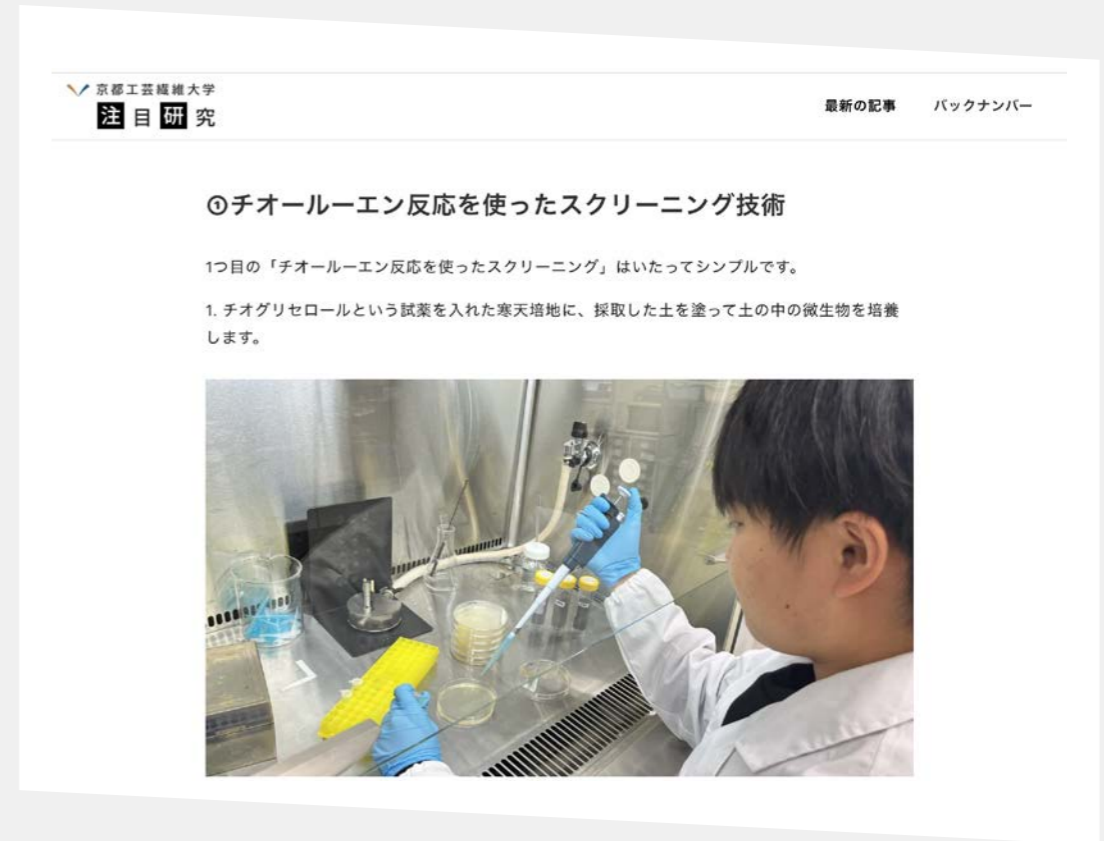 京都工芸繊維大学
注目研究
最新の記事
バックナンバー
①チオールーエン反応を使ったスクリーニング技術
1つ目の「チオールーエン反応を使ったスクリーニング」はいたってシンプルです。
1. チオグリセロールという試薬を入れた寒天培地に、採取した土を塗って土の中の微生物を培養
します。